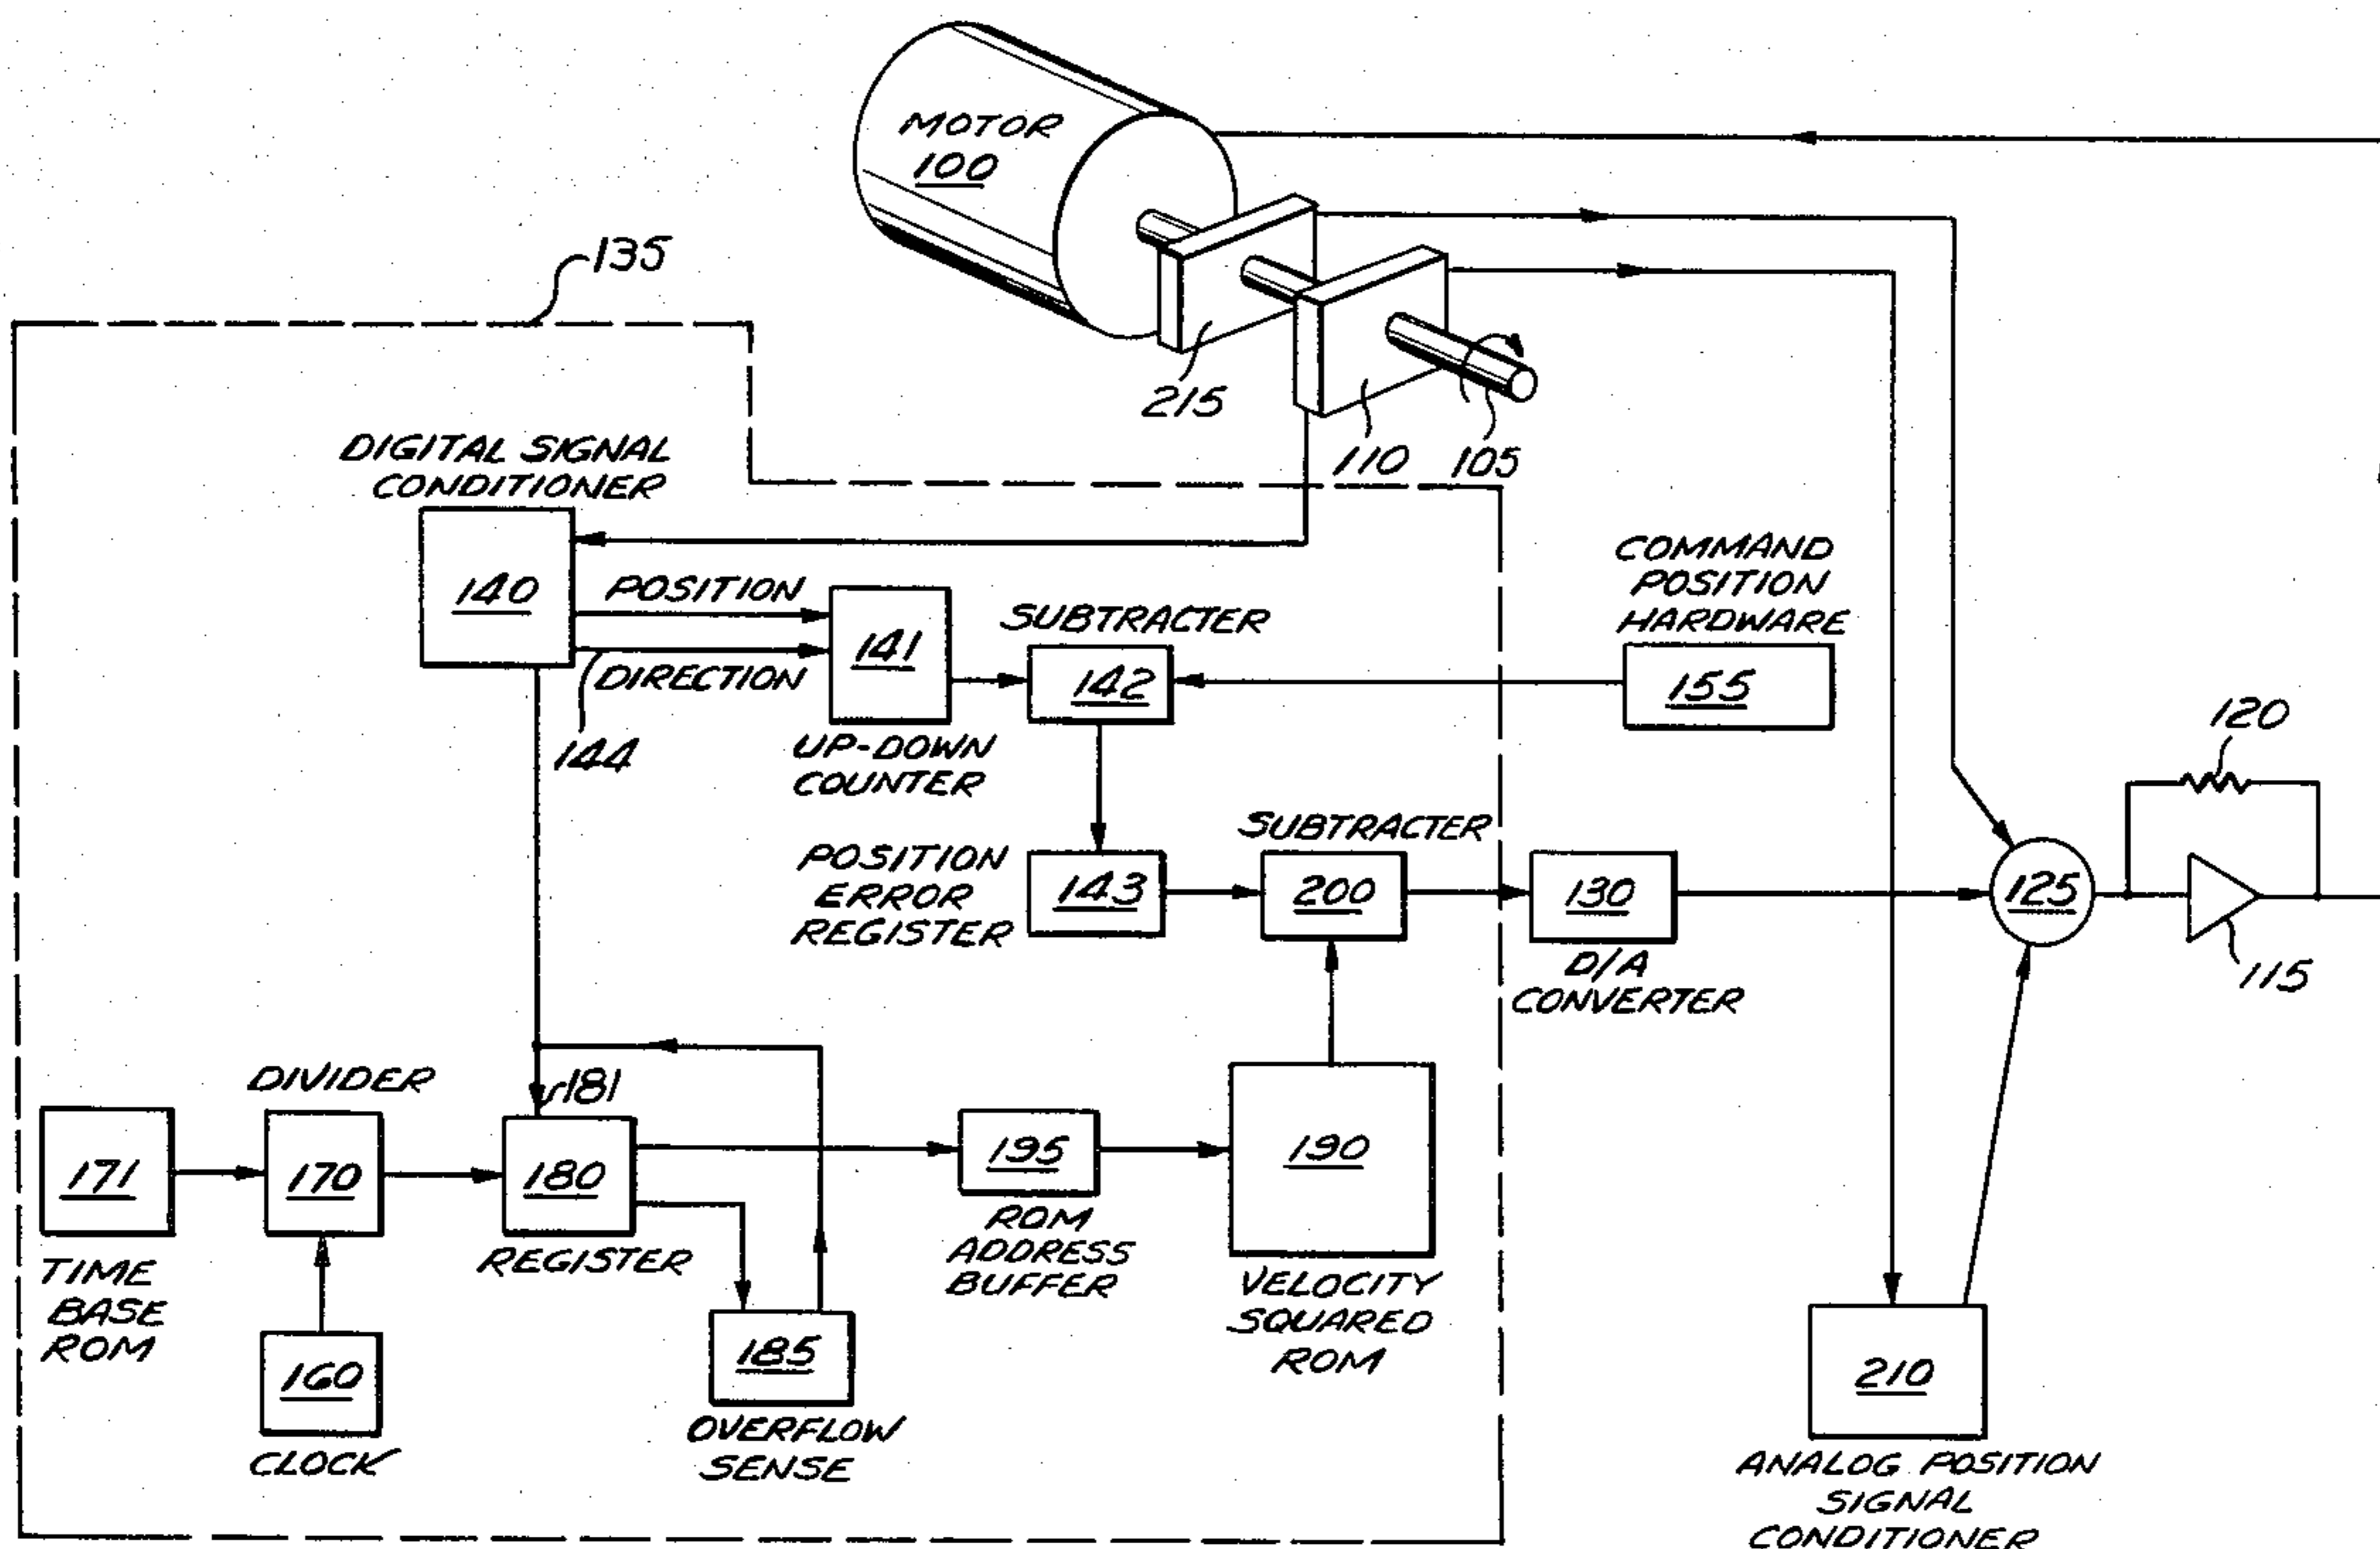 MOTOR
100
135
215
110
105
DIGITAL SIGNAL
CONDITIONER
140
POSITION
DIRECTION
144
141
UP-DOWN
COUNTER
SUBTRACTER
142
COMMAND
POSITION
HARDWARE
155
120
POSITION
ERROR
REGISTER
143
SUBTRACTER
200
130
D/A
CONVERTER
125
115
DIVIDER
181
171
170
180
195
190
TIME
BASE
ROM
REGISTER
ROM
ADDRESS
BUFFER
VELOCITY
SQUARED
ROM
160
CLOCK
185
OVERFLOW
SENSE
210
ANALOG POSITION
SIGNAL
CONDITIONER